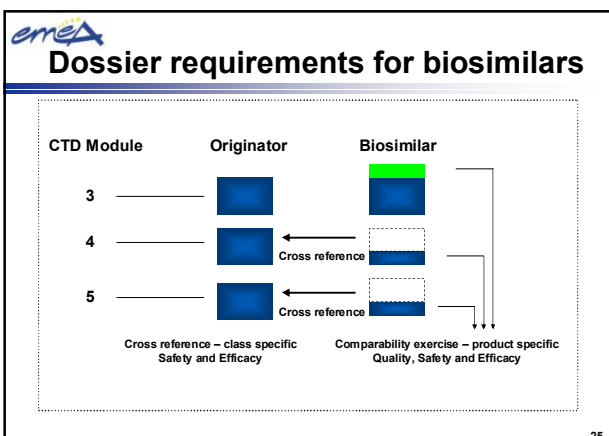 emeA
Dossier requirements for biosimilars
CTD Module Originator Biosimilar
3
4
Cross reference
5
Cross reference
Cross reference – class specific
Safety and Efficacy
Comparability exercise – product specific
Quality, Safety and Efficacy
25